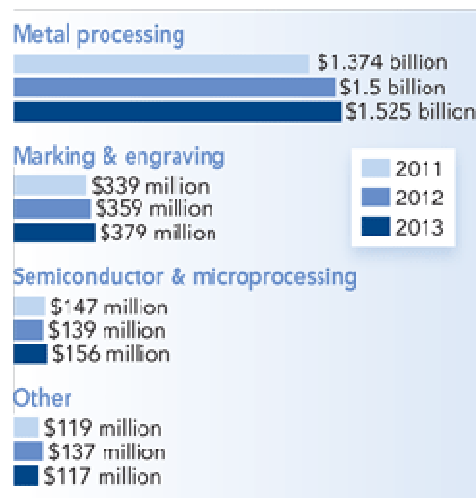 Metal processing
$1.374 billion
$1.5 billion
$1.525 billion
Marking & engraving
$339 million
$359 million
$379 million
2011
2012
2013
Semiconductor & microprocessing
$147 million
$139 million
$156 million
Other
$119 million
$137 million
$117 million